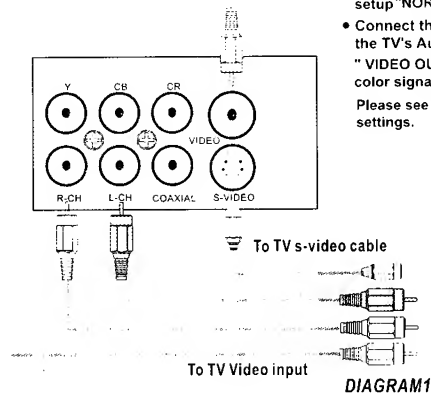 setup "NOR
• Connect th
the TV's Au
" VIDEO OU
color signa
Please see
settings.
Y CB CR
VIDEO
R-CH L-CH COAXIAL S-VIDEO
To TV s-video cable
To TV Video input
DIAGRAM1